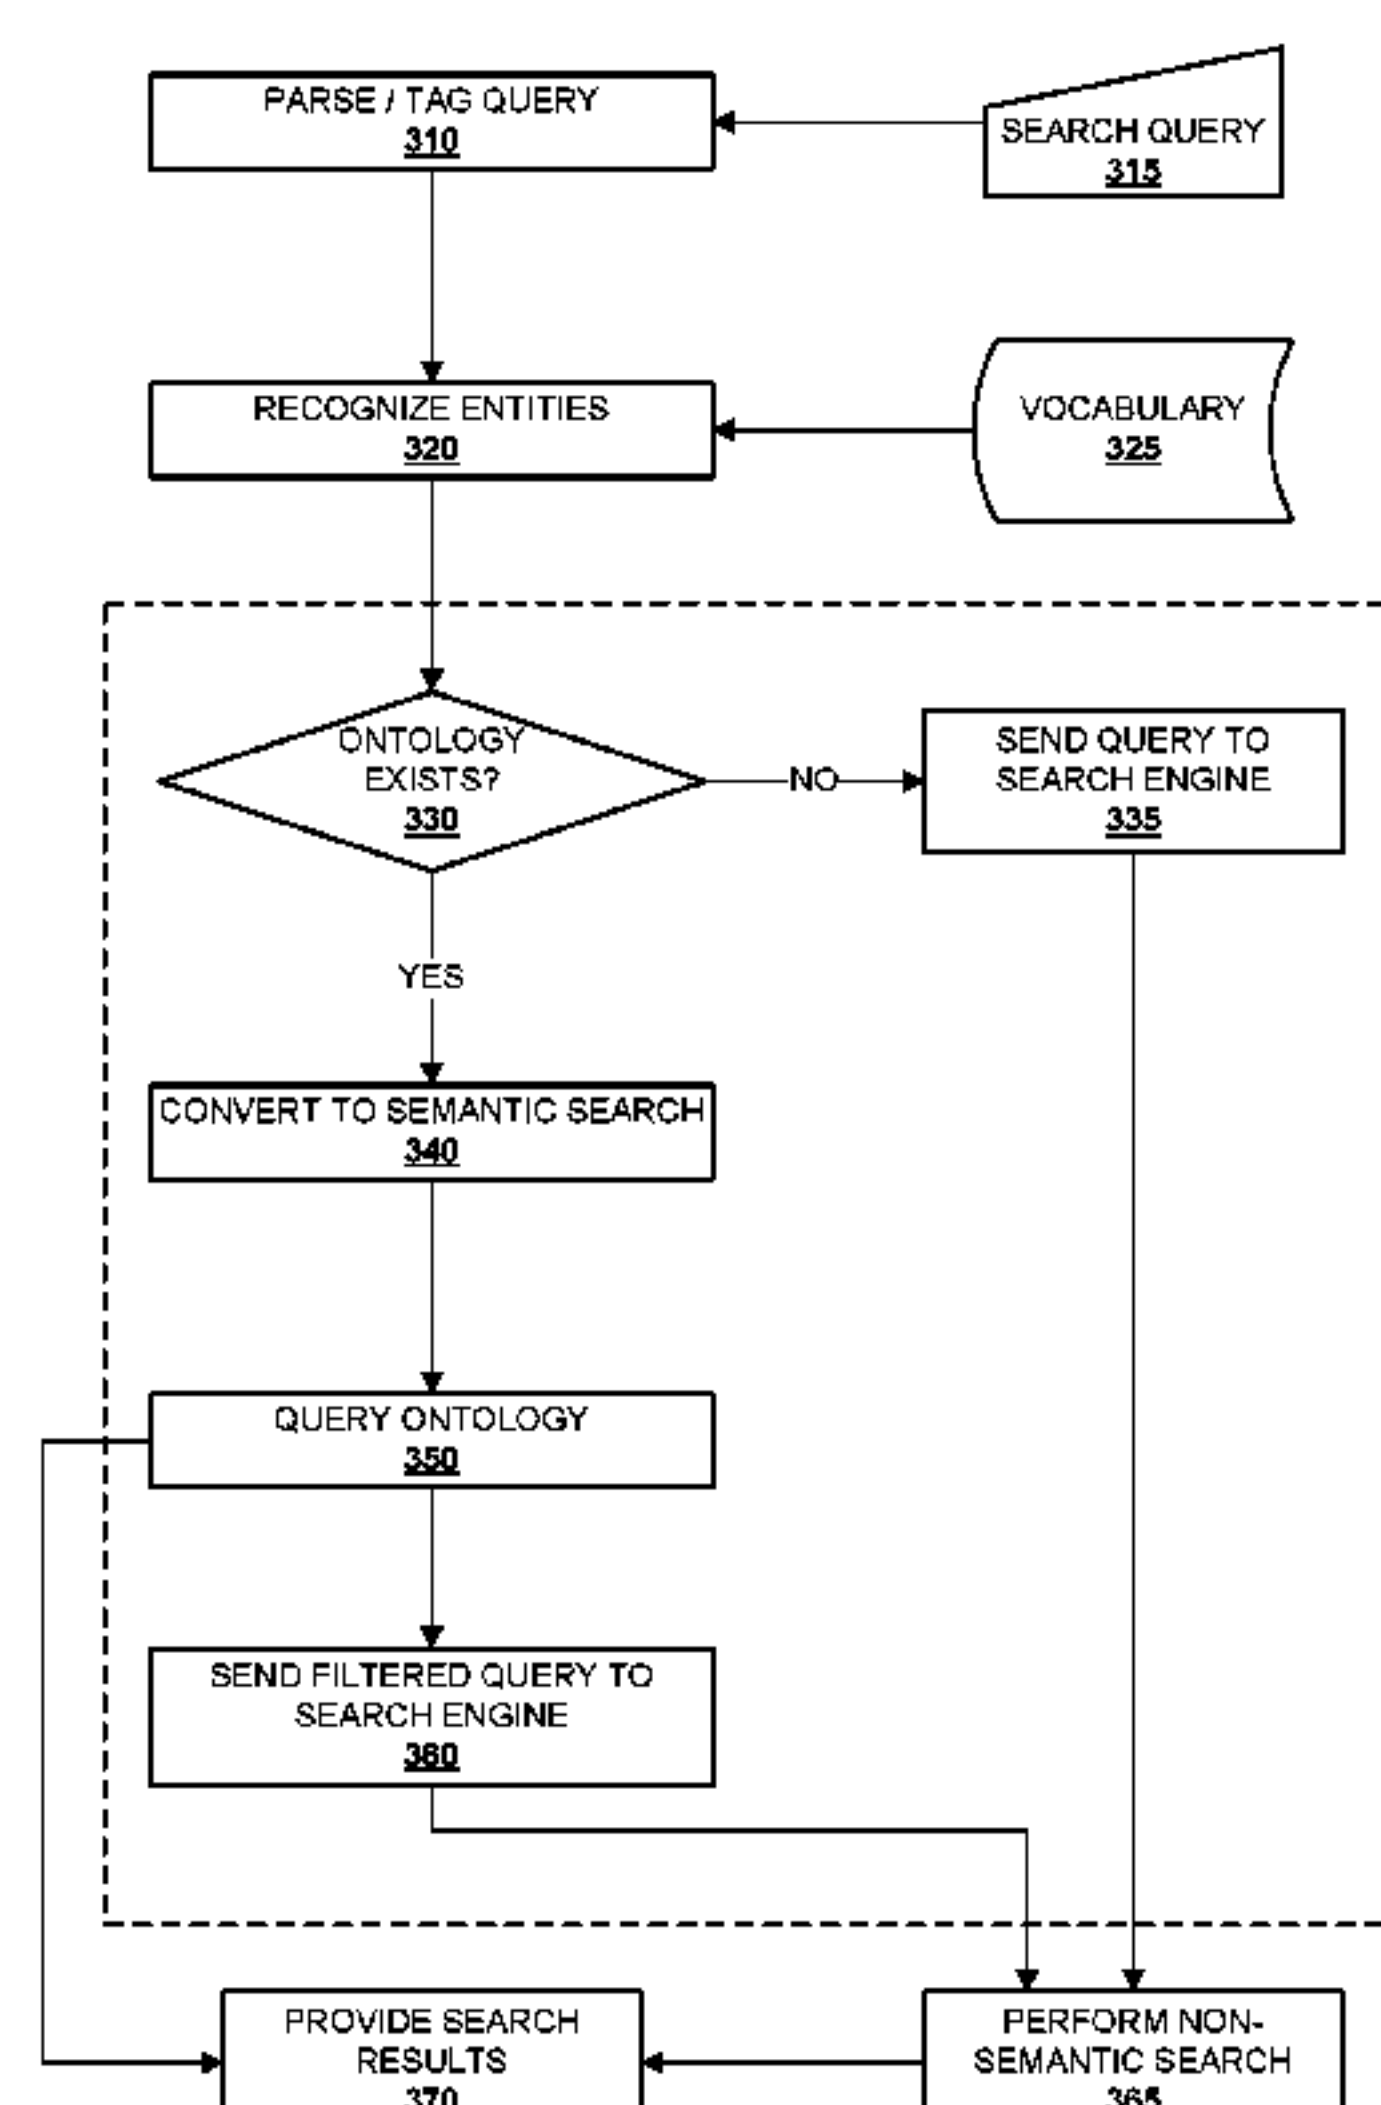 PARSE / TAG QUERY
310
SEARCH QUERY
315
RECOGNIZE ENTITIES
320
VOCABULARY
325
ONTOLOGY
EXISTS?
330
NO
SEND QUERY TO
SEARCH ENGINE
335
YES
CONVERT TO SEMANTIC SEARCH
340
QUERY ONTOLOGY
350
SEND FILTERED QUERY TO
SEARCH ENGINE
360
PROVIDE SEARCH
RESULTS
370
PERFORM NON-
SEMANTIC SEARCH
365